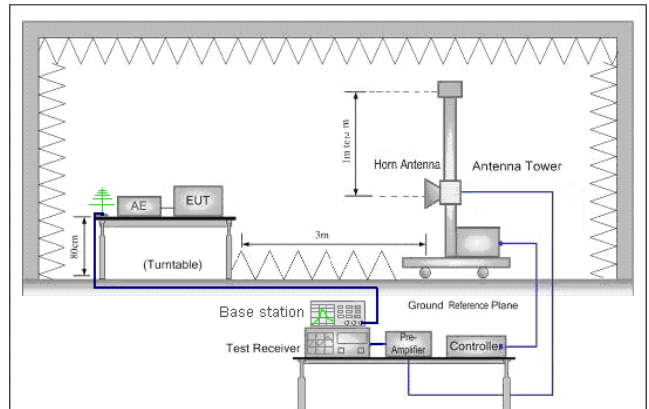 1m to 4 m
Horn Antenna
Antenna Tower
AE
EUT
80cm
(Turntable)
3m
Ground Reference Plane
Base station
Test Receiver
Pre-
Amplifier
Controller